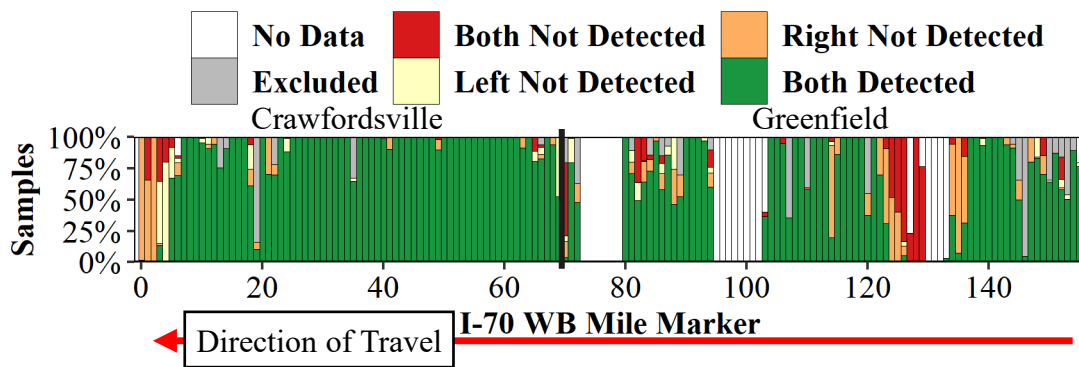 No Data Both Not Detected Right Not Detected
Excluded Left Not Detected Both Detected
Crawfordsville Greenfield
Samples
100%
75%
50%
25%
0%
0 20 40 60 80 100 120 140
I-70 WB Mile Marker
Direction of Travel